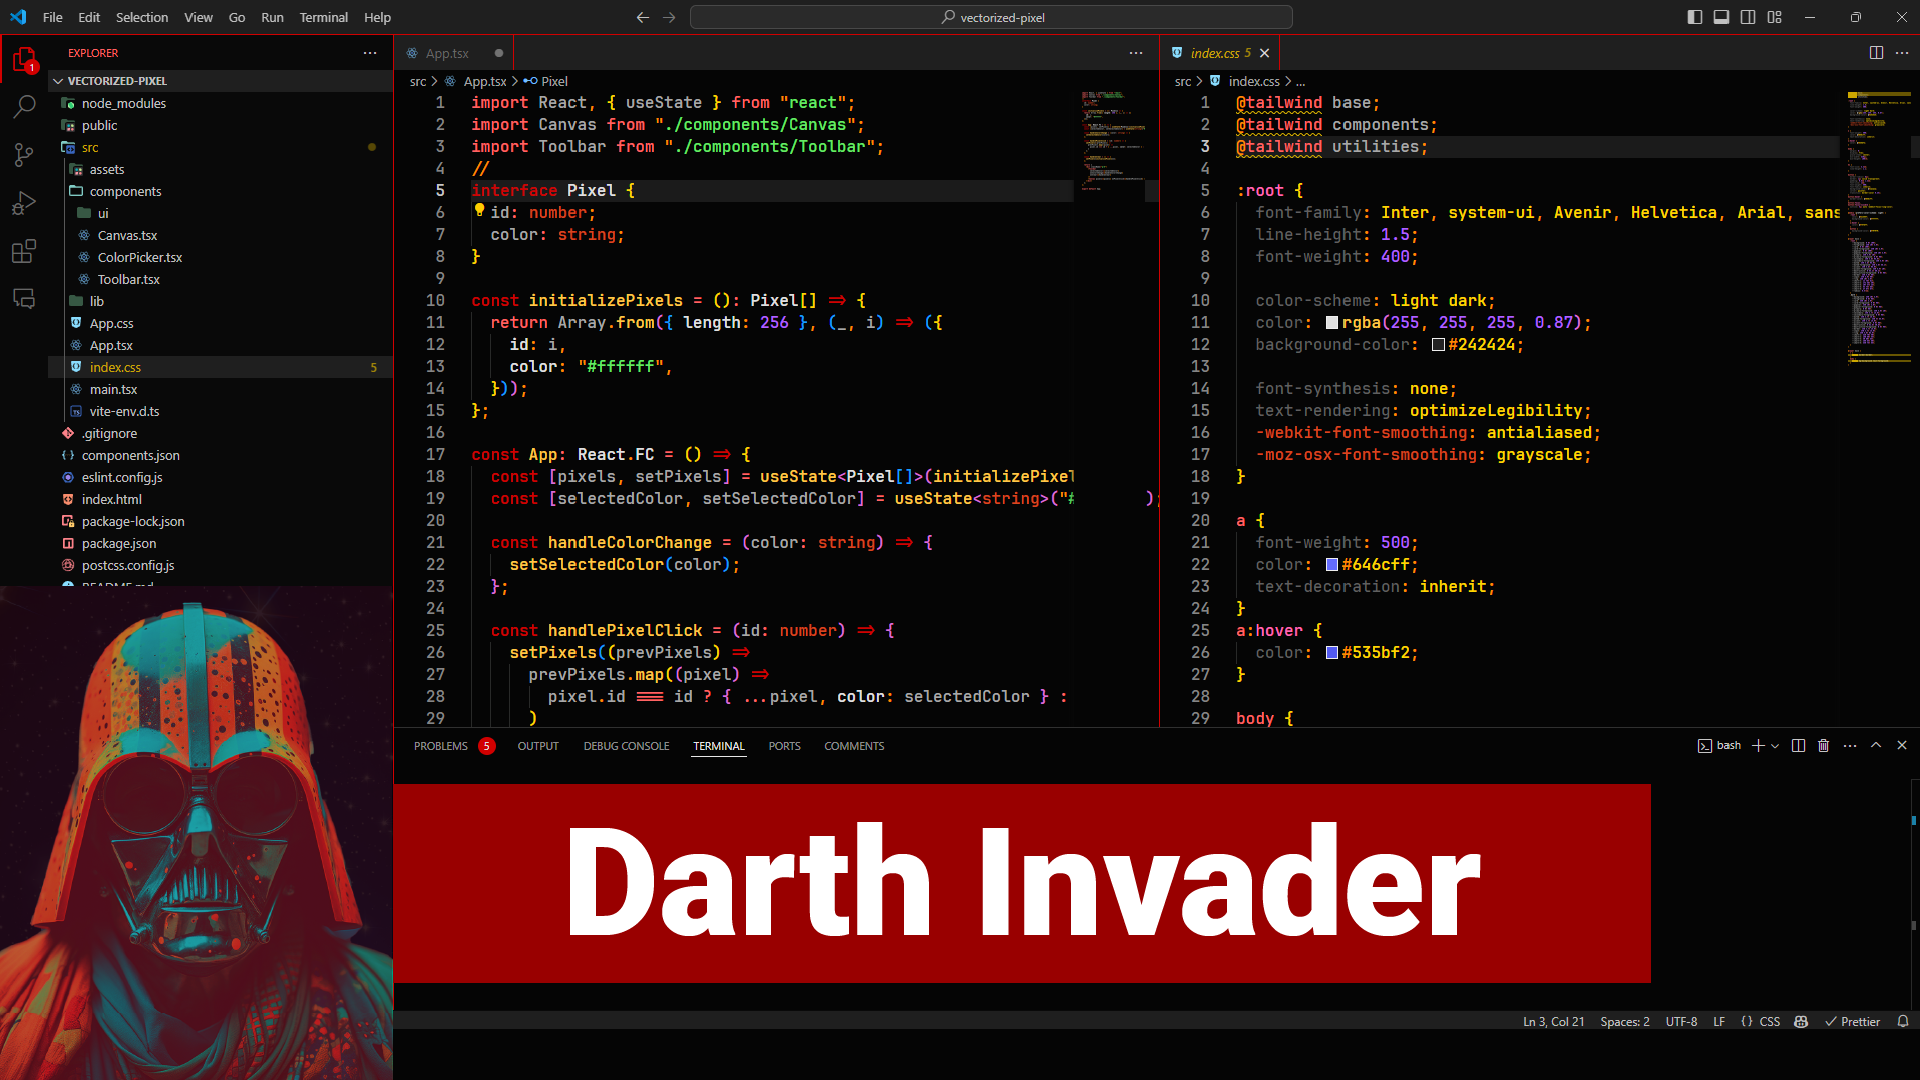 File Edit Selection View Go Run Terminal Help
vectorized-pixel
EXPLORER
1
VECTORIZED-PIXEL
node_modules
public
src
assets
components
ui
Canvas.tsx
ColorPicker.tsx
Toolbar.tsx
lib
App.css
App.tsx
index.css 5
main.tsx
vite-env.d.ts
.gitignore
components.json
eslint.config.js
index.html
package-lock.json
package.json
postcss.config.js
App.tsx
src > App.tsx > Pixel
1 import React, { useState } from "react";
2 import Canvas from "./components/Canvas";
3 import Toolbar from "./components/Toolbar";
4 //
5 interface Pixel {
6 id: number;
7 color: string;
8 }
9
10 const initializePixels = (): Pixel[] => {
11 return Array.from({ length: 256 }, (_, i) => ({
12 id: i,
13 color: "#ffffff",
14 }));
15 };
16
17 const App: React.FC = () => {
18 const [pixels, setPixels] = useState<Pixel[]>(initializePixel
19 const [selectedColor, setSelectedColor] = useState<string>("# );
20
21 const handleColorChange = (color: string) => {
22 setSelectedColor(color);
23 };
24
25 const handlePixelClick = (id: number) => {
26 setPixels((prevPixels) =>
27 prevPixels.map((pixel) =>
28 pixel.id === id ? { ...pixel, color: selectedColor } :
29 )
index.css 5
src > index.css > ...
1 @tailwind base;
2 @tailwind components;
3 @tailwind utilities;
4
5 :root {
6 font-family: Inter, system-ui, Avenir, Helvetica, Arial, sans
7 line-height: 1.5;
8 font-weight: 400;
9
10 color-scheme: light dark;
11 color: rgba(255, 255, 255, 0.87);
12 background-color: #242424;
13
14 font-synthesis: none;
15 text-rendering: optimizeLegibility;
16 -webkit-font-smoothing: antialiased;
17 -moz-osx-font-smoothing: grayscale;
18 }
19
20 a {
21 font-weight: 500;
22 color: #646cff;
23 text-decoration: inherit;
24 }
25 a:hover {
26 color: #535bf2;
27 }
28
29 body {
PROBLEMS 5 OUTPUT DEBUG CONSOLE TERMINAL PORTS COMMENTS
bash
Darth Invader
Ln 3, Col 21 Spaces: 2 UTF-8 LF {} CSS Prettier